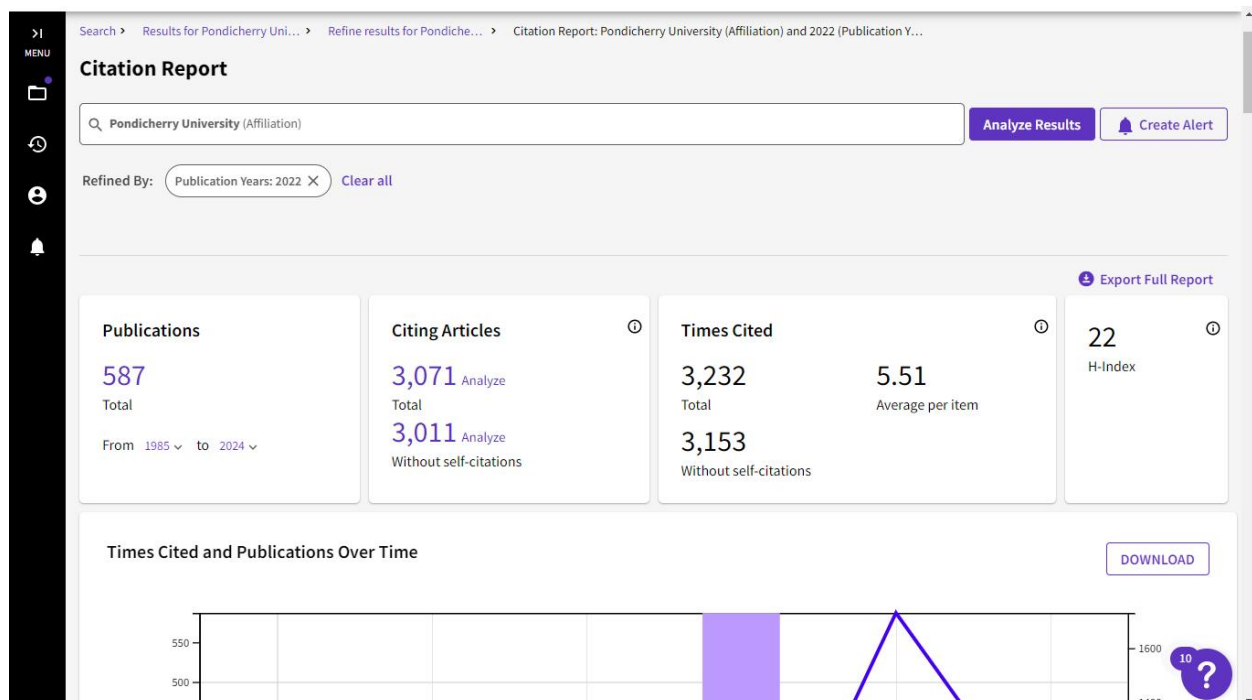 >I
MENU
Search > Results for Pondicherry Uni... > Refine results for Pondiche... > Citation Report: Pondicherry University (Affiliation) and 2022 (Publication Y...
Citation Report
Pondicherry University (Affiliation)
Analyze Results
Create Alert
Refined By: Publication Years: 2022 X Clear all
Export Full Report
Publications
587
Total
From 1985 to 2024
Citing Articles
3,071 Analyze
Total
3,011 Analyze
Without self-citations
Times Cited
3,232
Total
3,153
Without self-citations
5.51
Average per item
22
H-Index
Times Cited and Publications Over Time
DOWNLOAD
550
500
1600
10
?